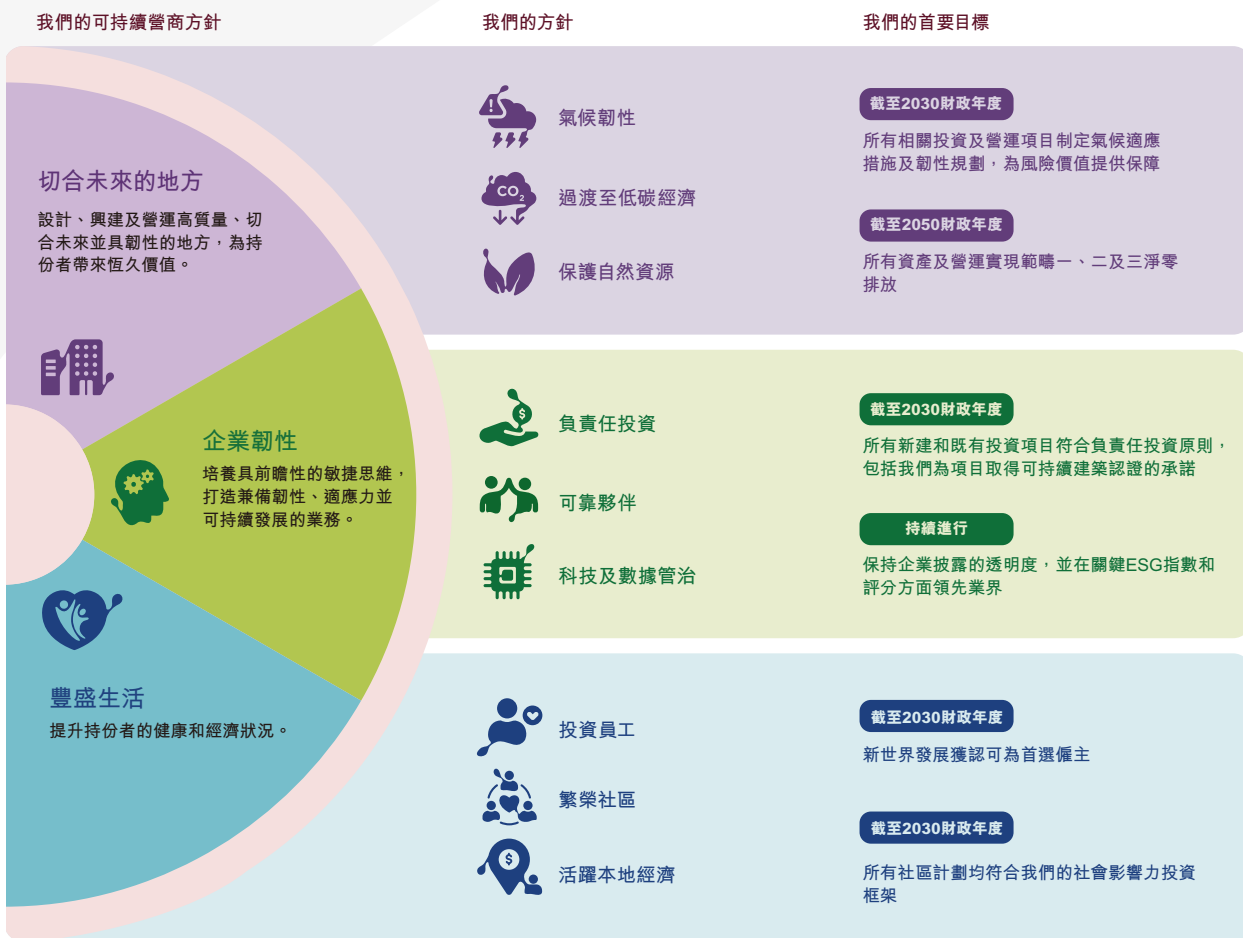 我們的可持續營商方針
我們的方針
我們的首要目標
切合未來的地方
設計、興建及營運高質量、切
合未來並具韌性的地方，為持
份者帶來恆久價值。
氣候韌性
CO2
過渡至低碳經濟
保護自然資源
截至2030財政年度
所有相關投資及營運項目制定氣候適應
措施及韌性規劃，為風險價值提供保障
截至2050財政年度
所有資產及營運實現範疇一、二及三淨零
排放
企業韌性
培養具前瞻性的敏捷思維，
打造兼備韌性、適應力並
可持續發展的業務。
$
負責任投資
可靠夥伴
科技及數據管治
截至2030財政年度
所有新建和既有投資項目符合負責任投資原則，
包括我們為項目取得可持續建築認證的承諾
持續進行
保持企業披露的透明度，並在關鍵ESG指數和
評分方面領先業界
豐盛生活
提升持份者的健康和經濟狀況。
投資員工
繁榮社區
$
活躍本地經濟
截至2030財政年度
新世界發展獲認可為首選僱主
截至2030財政年度
所有社區計劃均符合我們的社會影響力投資
框架